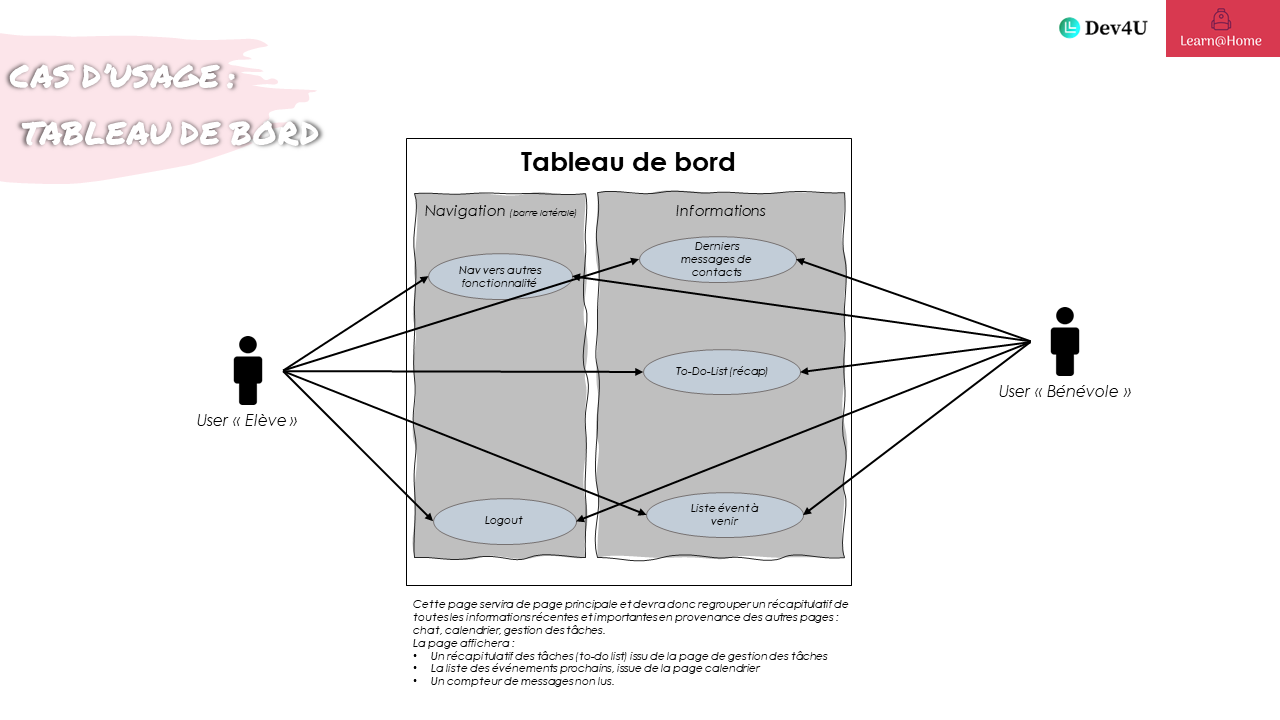 Dev4U
Learn@Home
CAS D'USAGE :
TABLEAU DE BORD
Tableau de bord
Navigation (barre latérale)
Informations
Nav vers autres
fonctionnalité
Derniers
messages de
contacts
To-Do-List (récap)
Logout
Liste évent à
venir
User « Elève »
User « Bénévole »
Cette page servira de page principale et devra donc regrouper un récapitulatif de
toutes les informations récentes et importantes en provenance des autres pages :
chat, calendrier, gestion des tâches.
La page affichera :
• Un récapitulatif des tâches (to-do list) issu de la page de gestion des tâches
• La liste des événements prochains, issue de la page calendrier
• Un compteur de messages non lus.